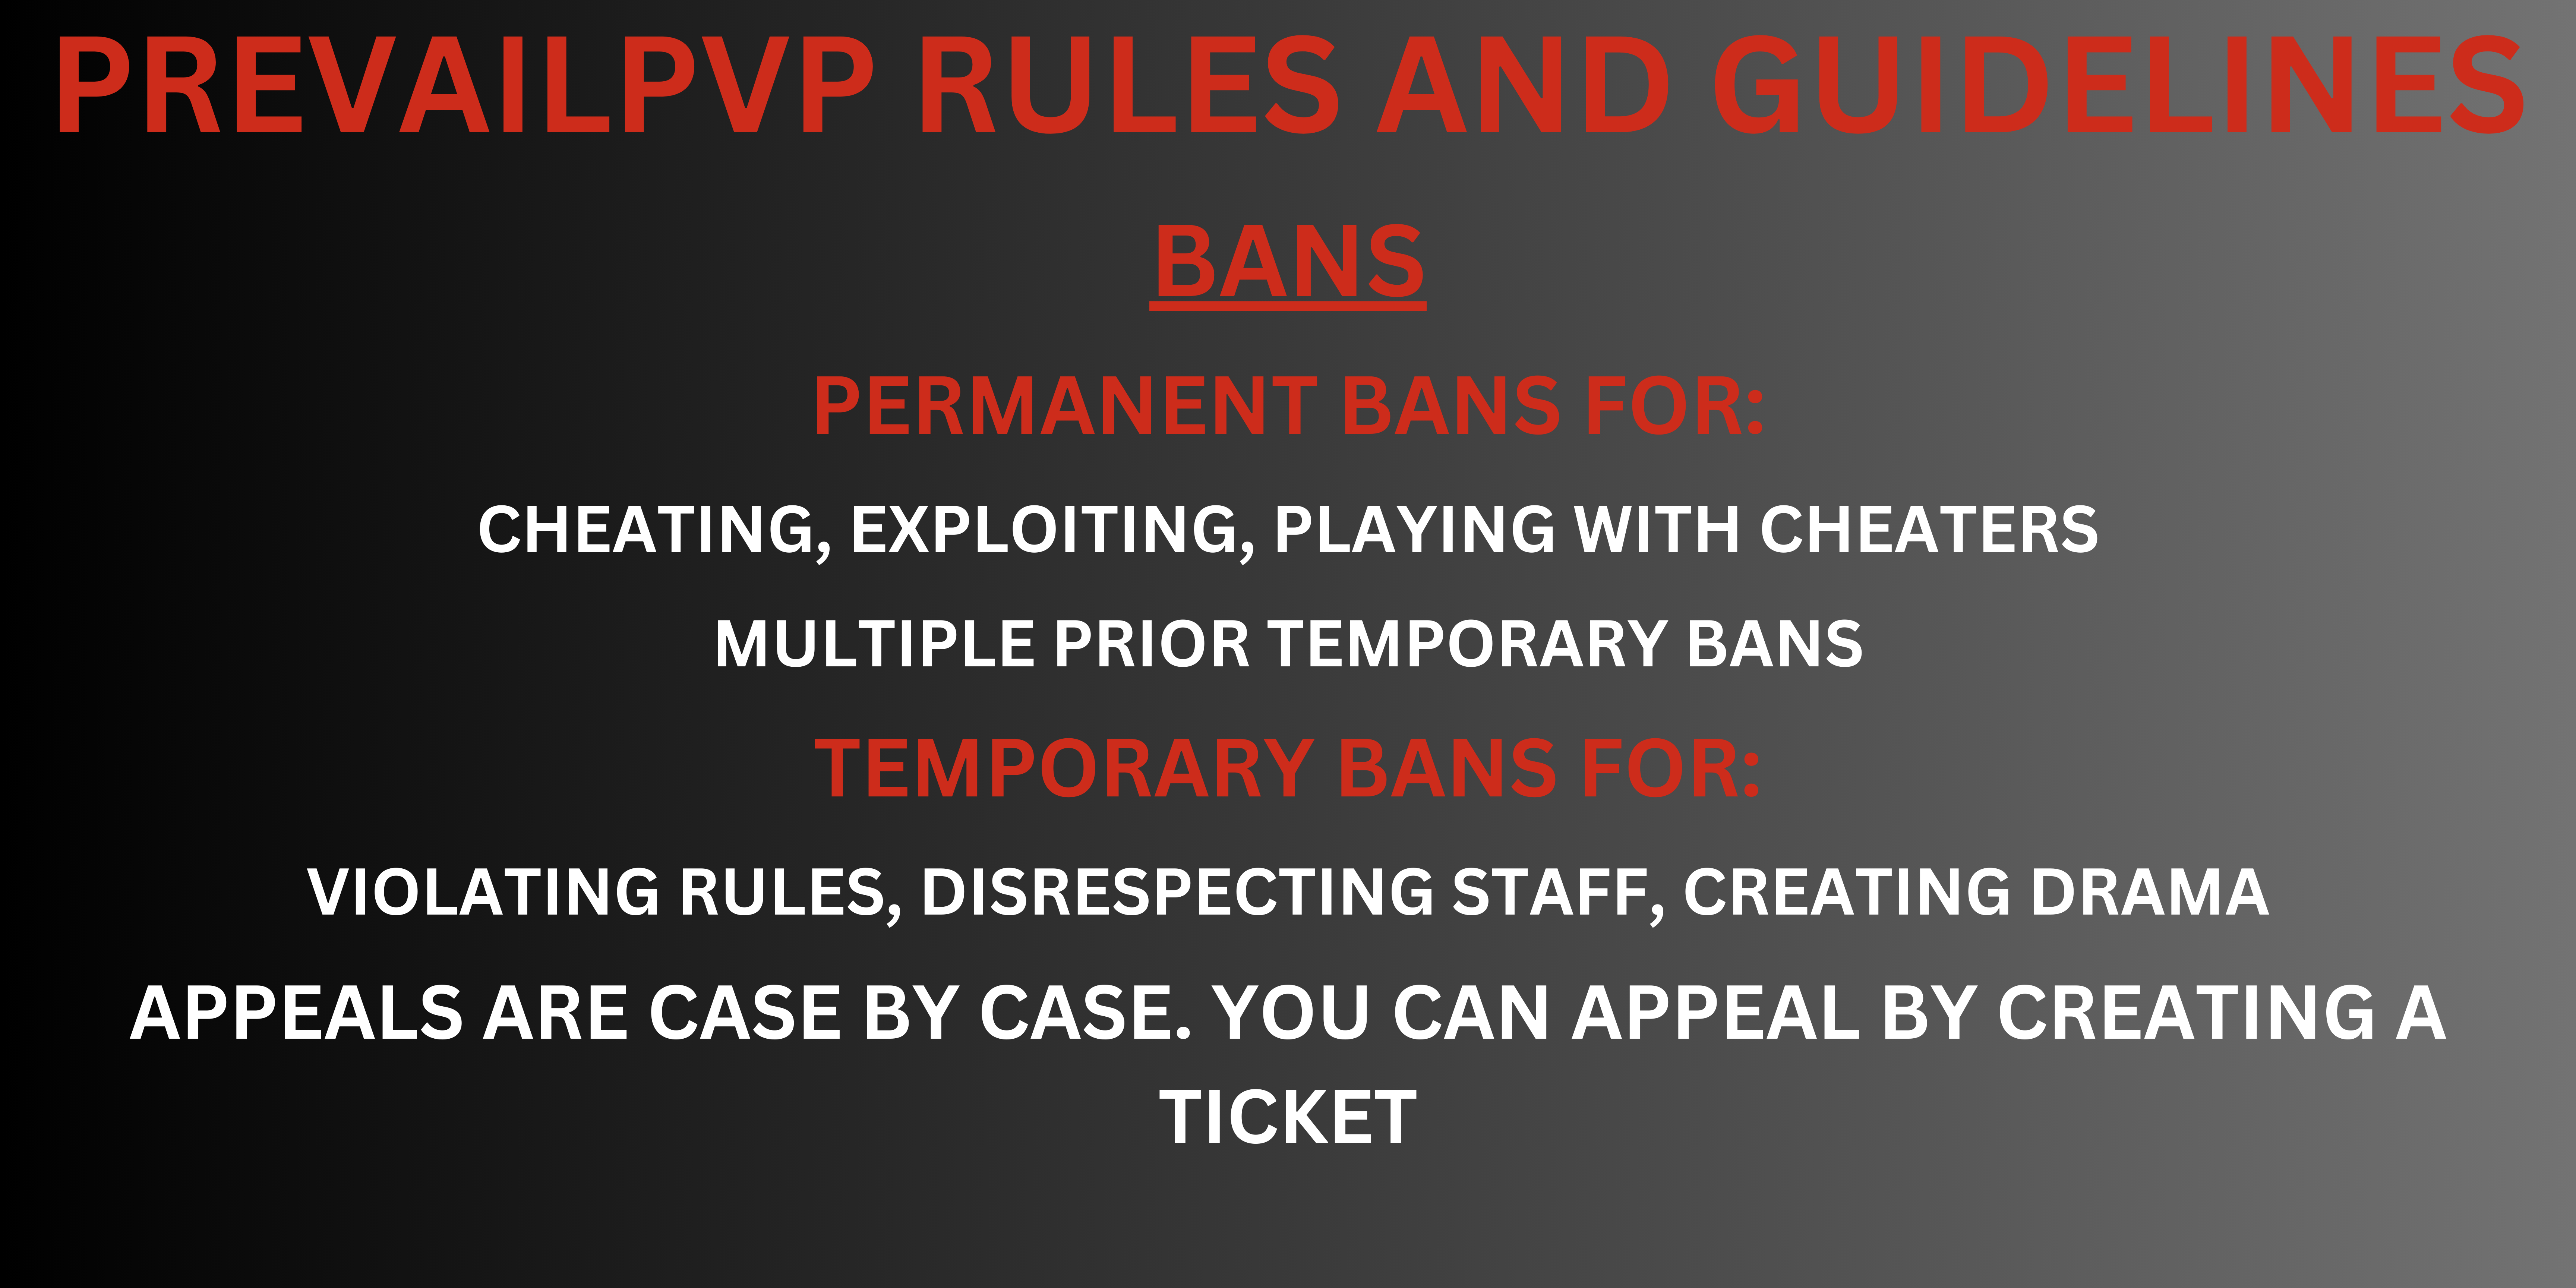 PREVAILPVP RULES AND GUIDELINES
BANS
PERMANENT BANS FOR:
CHEATING, EXPLOITING, PLAYING WITH CHEATERS
MULTIPLE PRIOR TEMPORARY BANS
TEMPORARY BANS FOR:
VIOLATING RULES, DISRESPECTING STAFF, CREATING DRAMA
APPEALS ARE CASE BY CASE. YOU CAN APPEAL BY CREATING A
TICKET